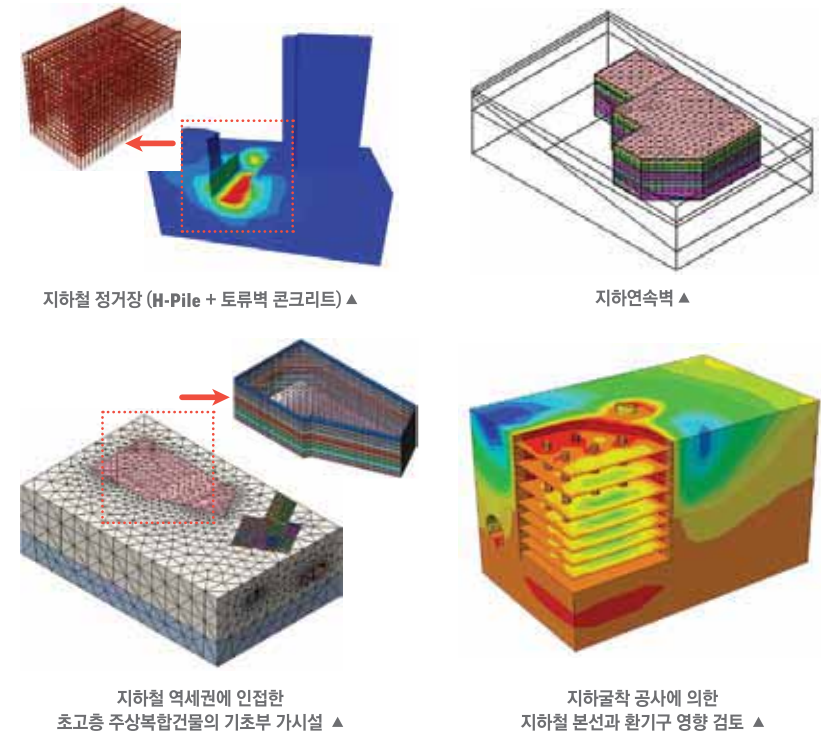 지하철 정거장 (H-Pile + 토류벽 콘크리트) ▲
지하연속벽 ▲
지하철 역세권에 인접한
초고층 주상복합건물의 기초부 가시설 ▲
지하굴착 공사에 의한
지하철 본선과 환기구 영향 검토 ▲